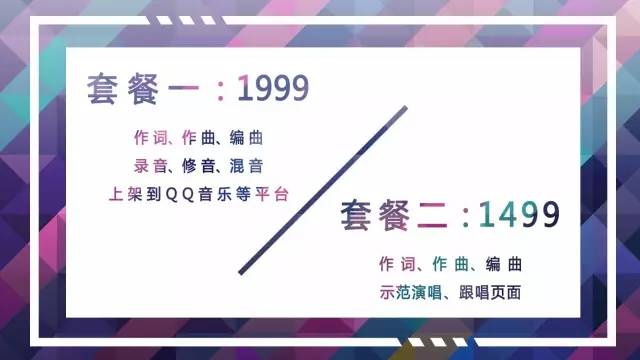 套餐一：1999
作词、作曲、编曲
录音、修音、混音
上架到QQ音乐等平台
套餐二：1499
作词、作曲、编曲
示范演唱、跟唱页面